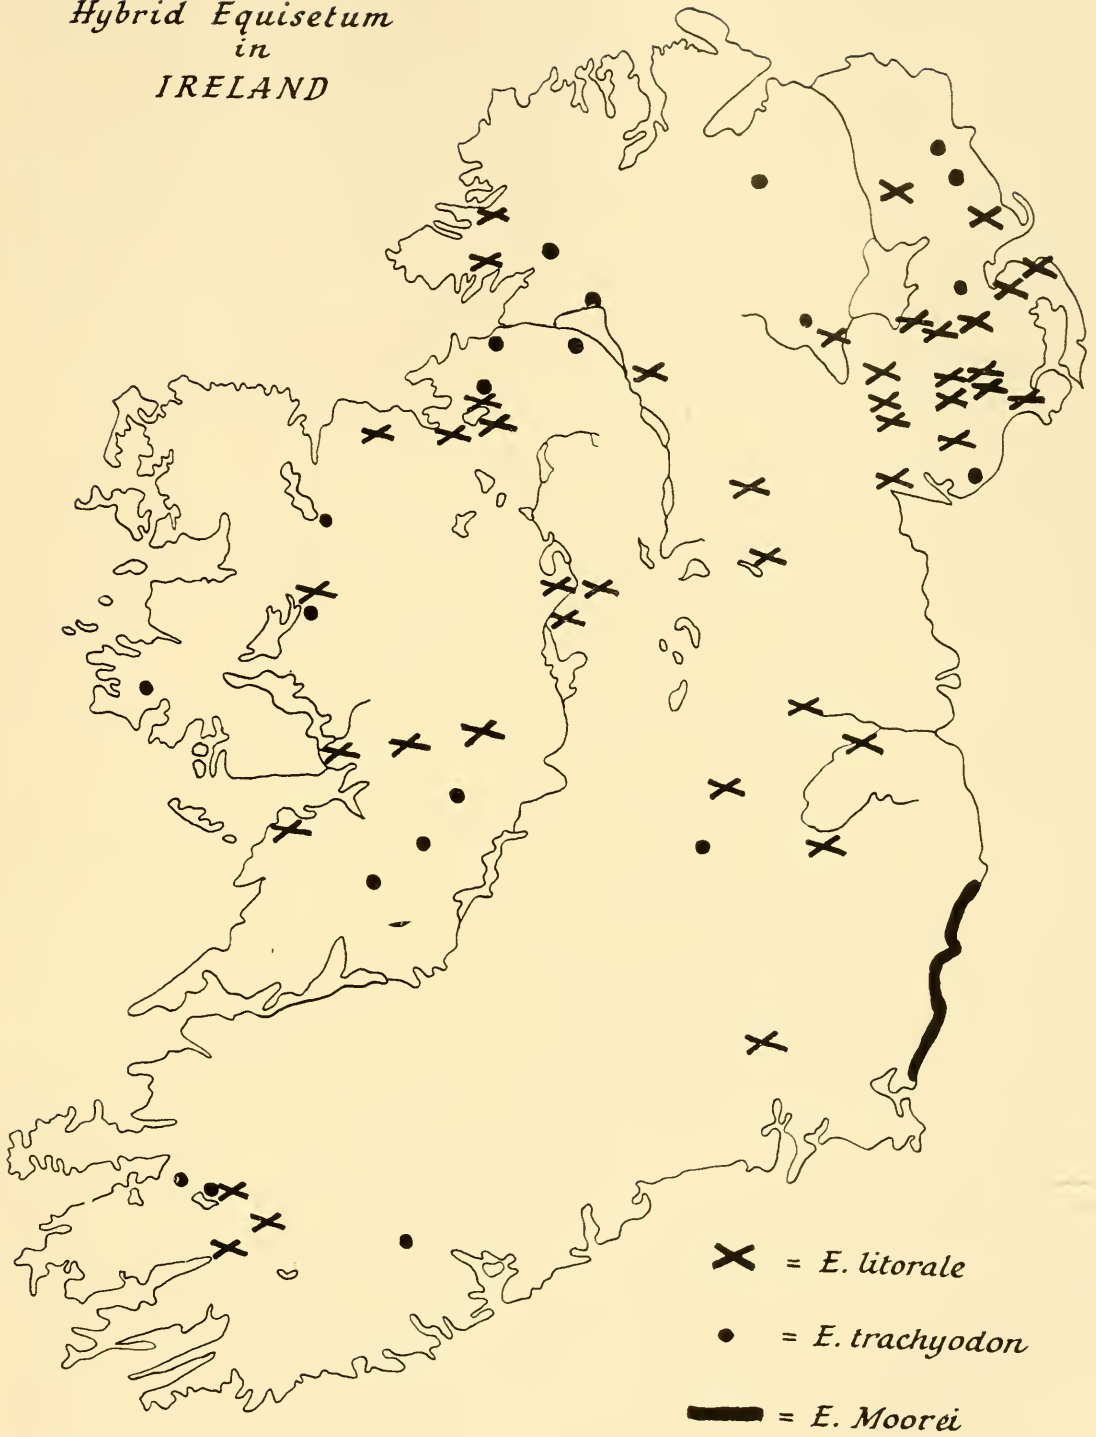 Hybrid Equisetum
in
IRELAND
= E. litorale
= E. trachyodon
= E. Moorei